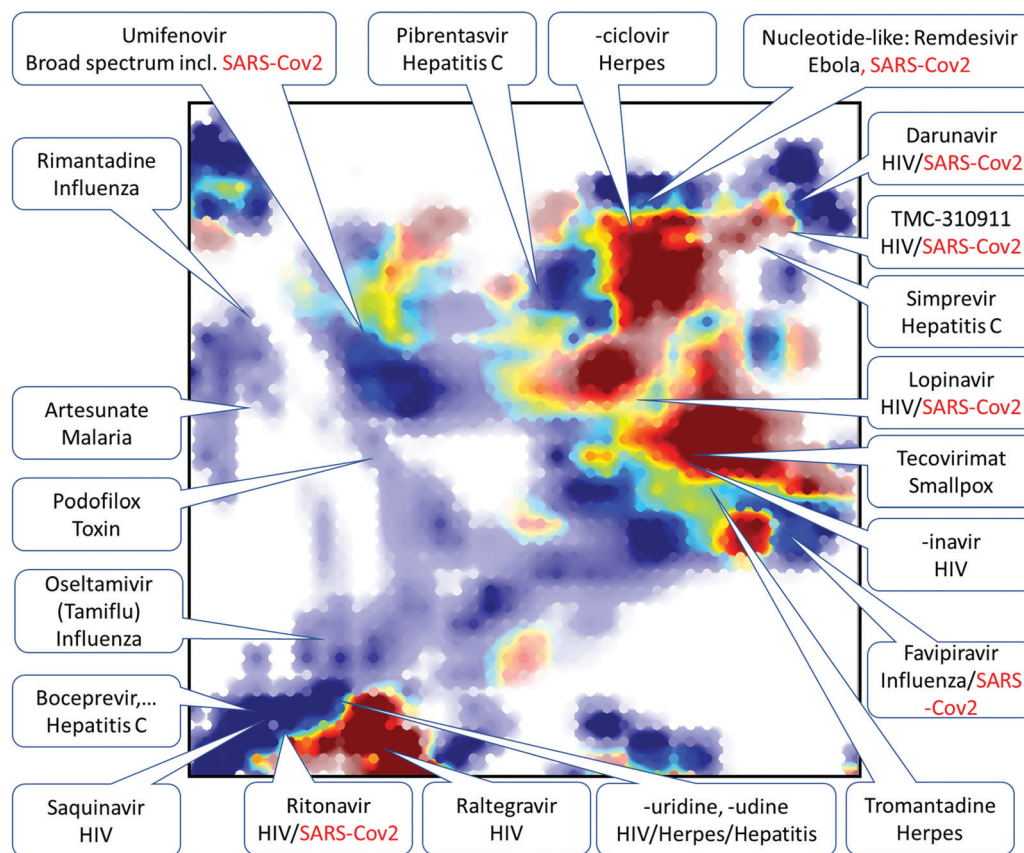 Umifenovir
Broad spectrum incl. SARS-Cov2
Pibrentasvir
Hepatitis C
-ciclovir
Herpes
Nucleotide-like: Remdesivir
Ebola, SARS-Cov2
Rimantadine
Influenza
Darunavir
HIV/SARS-Cov2
TMC-310911
HIV/SARS-Cov2
Simprevir
Hepatitis C
Artesunate
Malaria
Lopinavir
HIV/SARS-Cov2
Tecovirimat
Smallpox
Podofilox
Toxin
-inavir
HIV
Oseltamivir
(Tamiflu)
Influenza
Favipiravir
Influenza/SARS
-Cov2
Boceprevir,...
Hepatitis C
Saquinavir
HIV
Ritonavir
HIV/SARS-Cov2
Raltegravir
HIV
-uridine, -udine
HIV/Herpes/Hepatitis
Tromantadine
Herpes